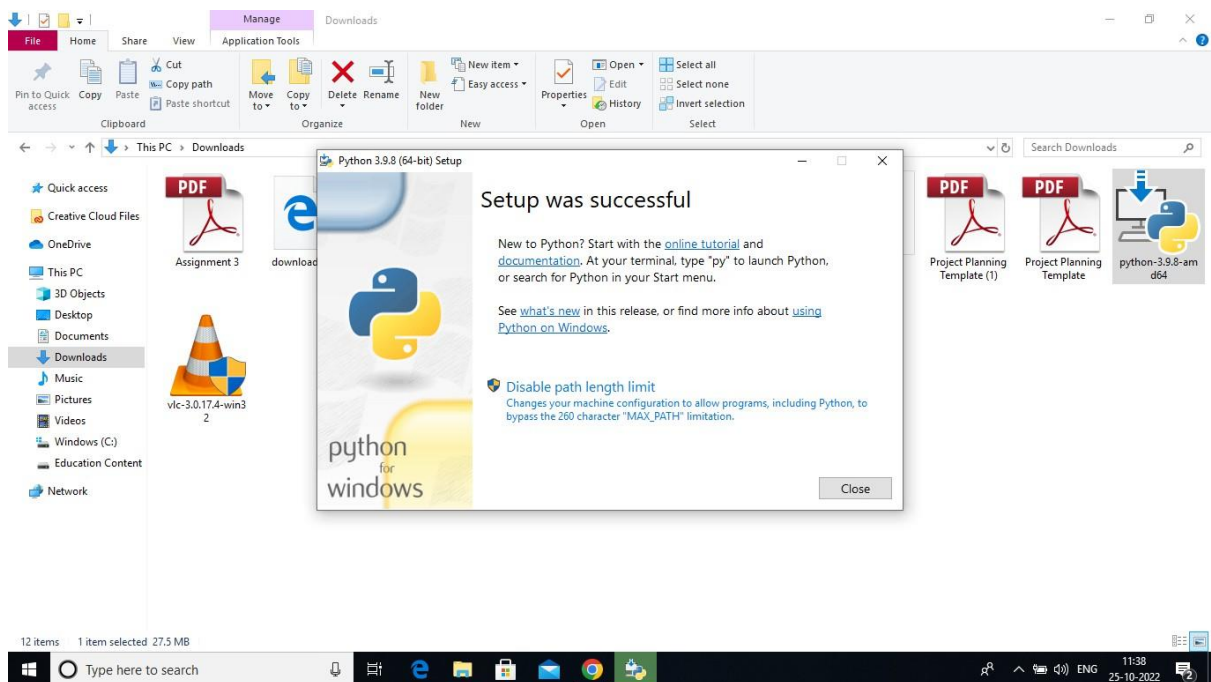 Manage
Downloads
File
Home
Share
View
Application Tools
Pin to Quick access
Copy
Paste
Cut
Copy path
Paste shortcut
Clipboard
Move to
Copy to
Delete
Rename
Organize
New folder
New item
Easy access
New
Properties
Open
Edit
History
Open
Select all
Select none
Invert selection
Select
This PC > Downloads
Search Downloads
Quick access
Creative Cloud Files
OneDrive
This PC
3D Objects
Desktop
Documents
Downloads
Music
Pictures
Videos
Windows (C:)
Education Content
Network
PDF
Assignment 3
download
vlc-3.0.17.4-win3
2
Python 3.9.8 (64-bit) Setup
Setup was successful
New to Python? Start with the online tutorial and
documentation. At your terminal, type "py" to launch Python,
or search for Python in your Start menu.
See what's new in this release, or find more info about using
Python on Windows.
Disable path length limit
Changes your machine configuration to allow programs, including Python, to
bypass the 260 character "MAX_PATH" limitation.
python
for
windows
Close
PDF
Project Planning
Template (1)
PDF
Project Planning
Template
python-3.9.8-am
d64
12 items
1 item selected 27.5 MB
Type here to search
ENG
11:38
25-10-2022
2